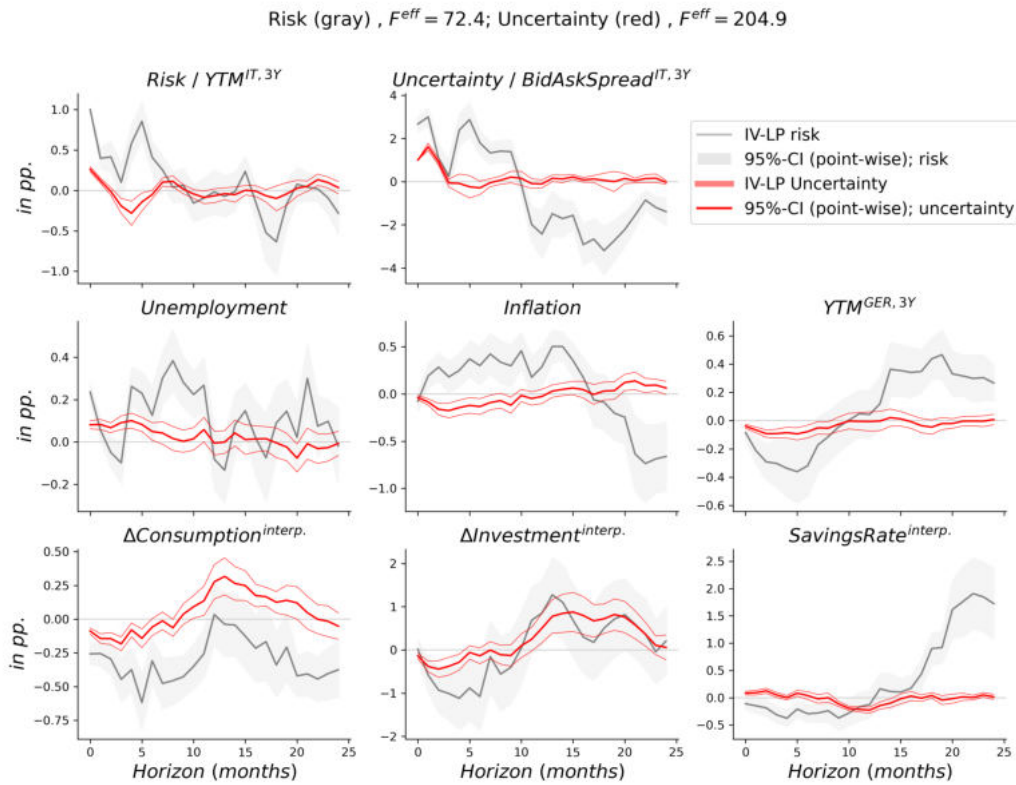 Risk (gray) , F^eff = 72.4; Uncertainty (red) , F^eff = 204.9
Risk / YTM^IT, 3Y
Uncertainty / BidAskSpread^IT, 3Y
in pp.
1.0
0.5
0.0
−0.5
−1.0
4
2
0
−2
−4
IV-LP risk
95%-CI (point-wise); risk
IV-LP Uncertainty
95%-CI (point-wise); uncertainty
Unemployment
Inflation
YTM^GER, 3Y
in pp.
0.4
0.2
0.0
−0.2
0.5
0.0
−0.5
−1.0
0.6
0.4
0.2
0.0
−0.2
−0.4
−0.6
ΔConsumption^interp.
ΔInvestment^interp.
SavingsRate^interp.
in pp.
0.50
0.25
0.00
−0.25
−0.50
−0.75
2
1
0
−1
−2
2.5
2.0
1.5
1.0
0.5
0.0
−0.5
0 5 10 15 20 25
0 5 10 15 20 25
0 5 10 15 20 25
Horizon (months)
Horizon (months)
Horizon (months)